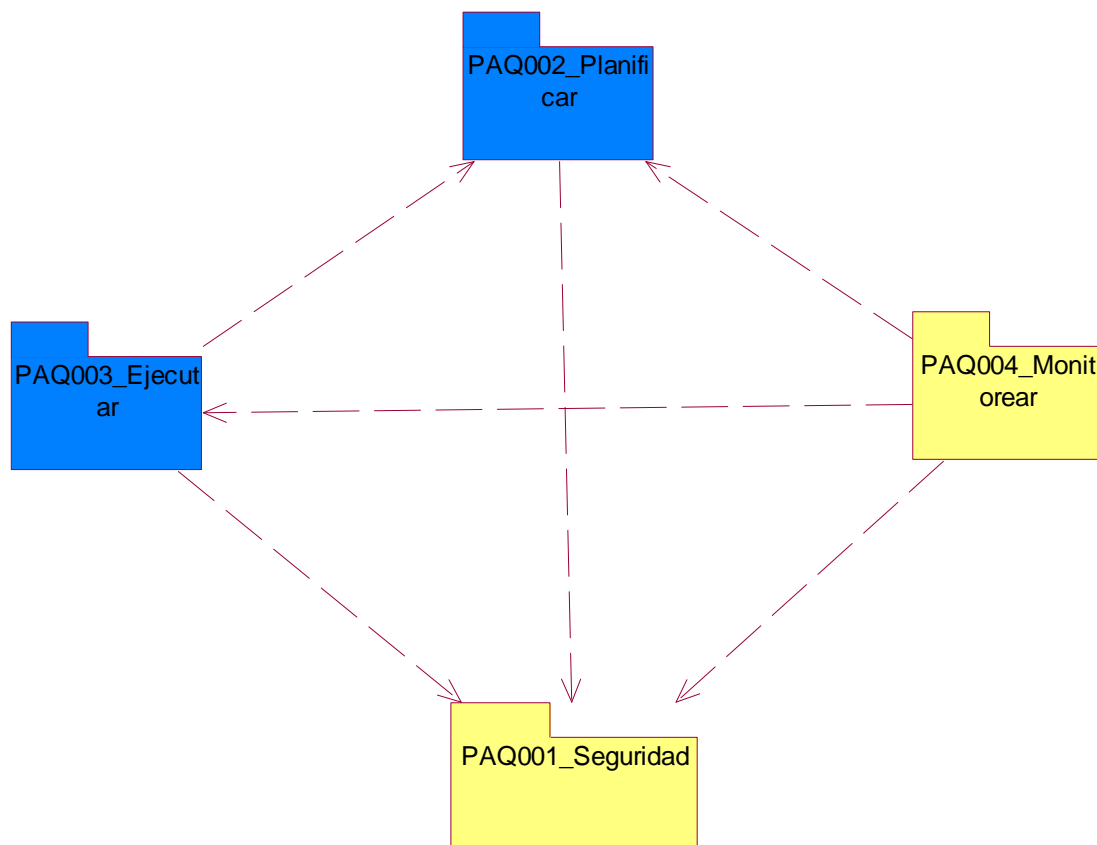 PAQ002_Planifi
car
PAQ003_Ejecut
ar
PAQ004_Monit
orear
PAQ001_Seguridad